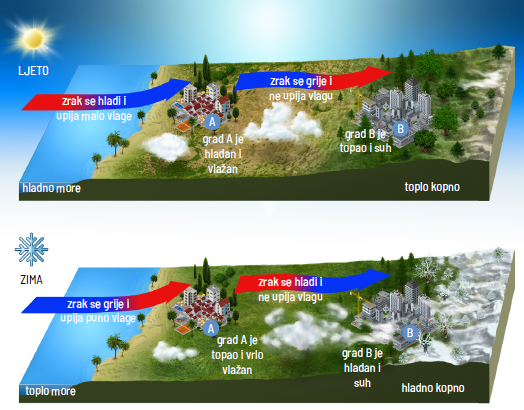 LJETO
zrak se hladi i
upija malo vlage
zrak se grije i
ne upija vlagu
A
grad A je
hladan i
vlažan
B
grad B je
topao i suh
hladno more
toplo kopno
ZIMA
zrak se grije i
upija puno vlage
zrak se hladi i
ne upija vlagu
A
grad A je
topao i vrlo
vlažan
B
grad B je
hladan i
suh
toplo more
hladno kopno